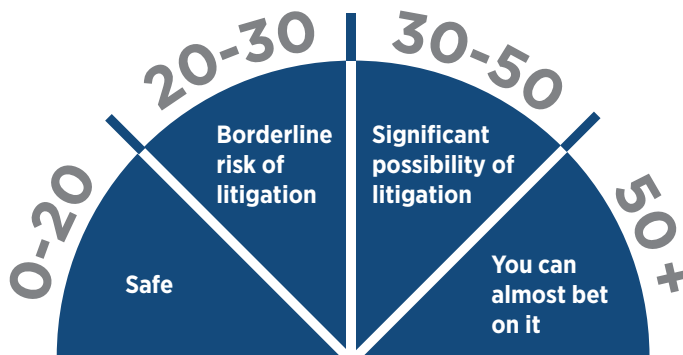 0-20
Safe
20-30
Borderline
risk of
litigation
30-50
Significant
possibility of
litigation
50+
You can
almost bet
on it